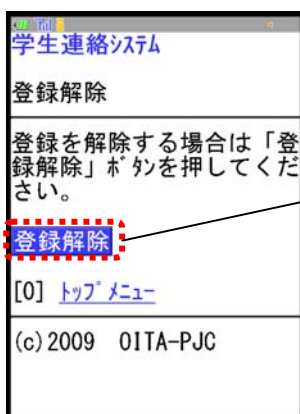 学生連絡ｼｽﾃﾑ
登録解除
登録を解除する場合は「登
録解除」ﾎﾞﾀﾝを押してくだ
さい。
登録解除
[0] ﾄｯﾌﾟﾒﾆｭｰ
(c)2009 OITA-PJC